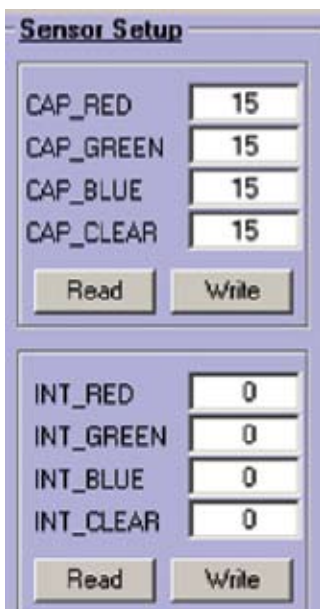 Sensor Setup
CAP_RED 15
CAP_GREEN 15
CAP_BLUE 15
CAP_CLEAR 15
Read Write
INT_RED 0
INT_GREEN 0
INT_BLUE 0
INT_CLEAR 0
Read Write